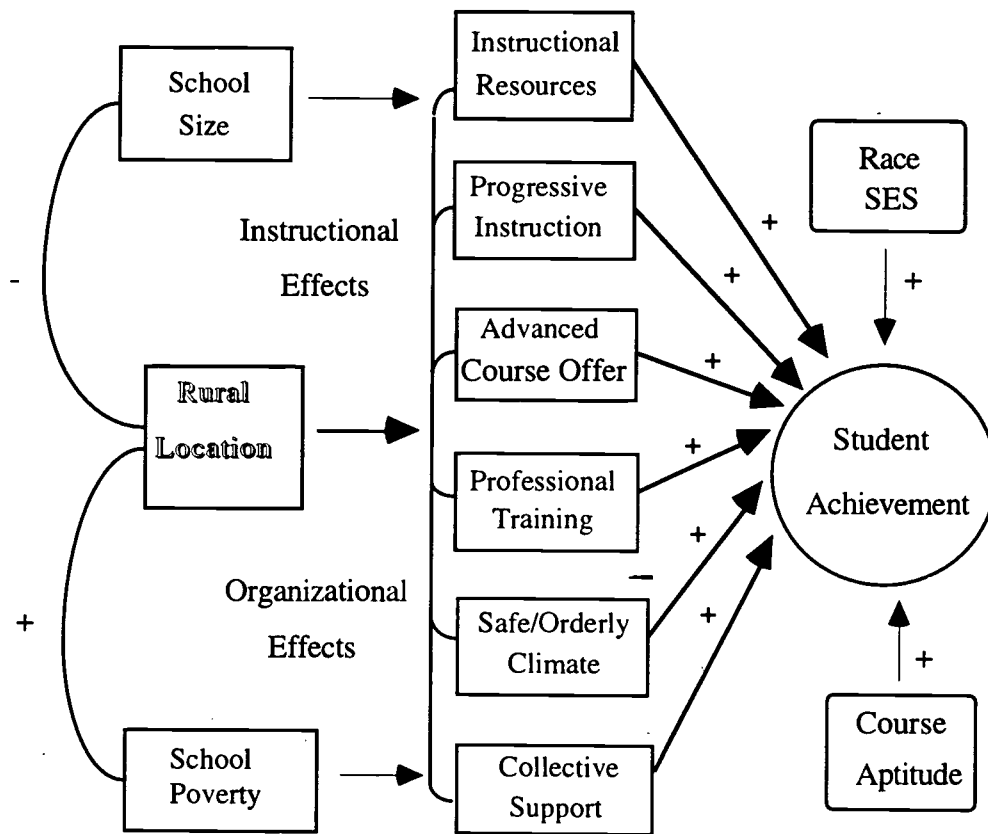 School
Size
Instructional
Resources
Race
SES
Progressive
Instruction
Instructional
Effects
+
+
+
-
Advanced
Course Offer
+
Rural
Location
Student
Achievement
Professional
Training
+
Organizational
Effects
–
+
+
Safe/Orderly
Climate
+
+
School
Poverty
Collective
Support
Course
Aptitude